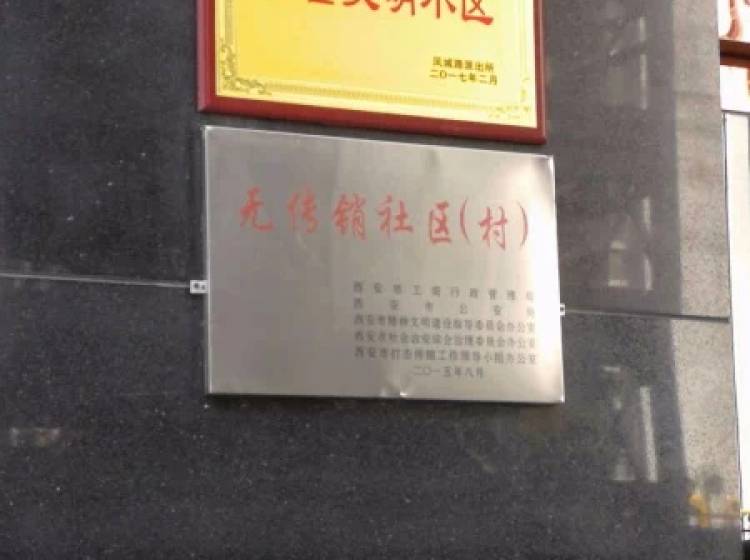 文明小区
凤城路派出所
二〇一七年二月
无传销社区(村)
西安市工商行政管理局
西安市公安局
西安市精神文明建设指导委员会办公室
西安市社会治安综合治理委员会办公室
西安市打击传销工作领导小组办公室
二〇一五年八月